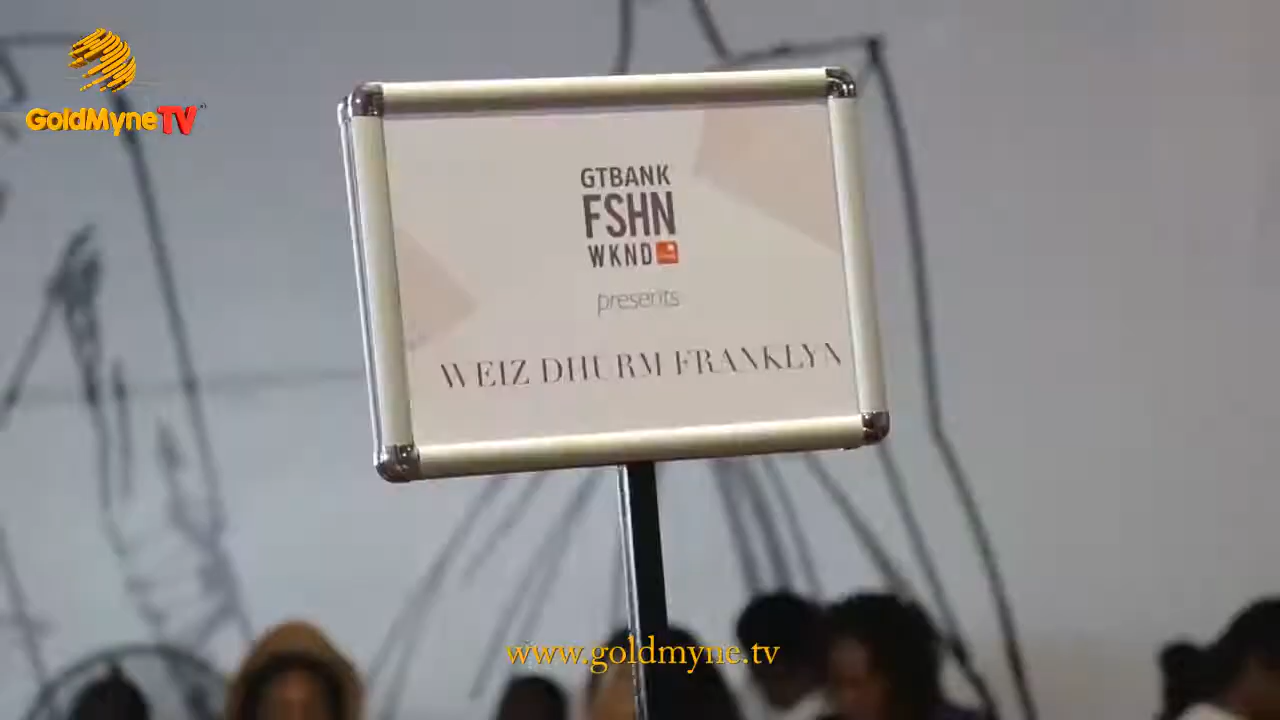 GoldMyneTV
GTBANK
FSHN
WKND
presents
WEIZ DHURM FRANKLYN
www.goldmyne.tv